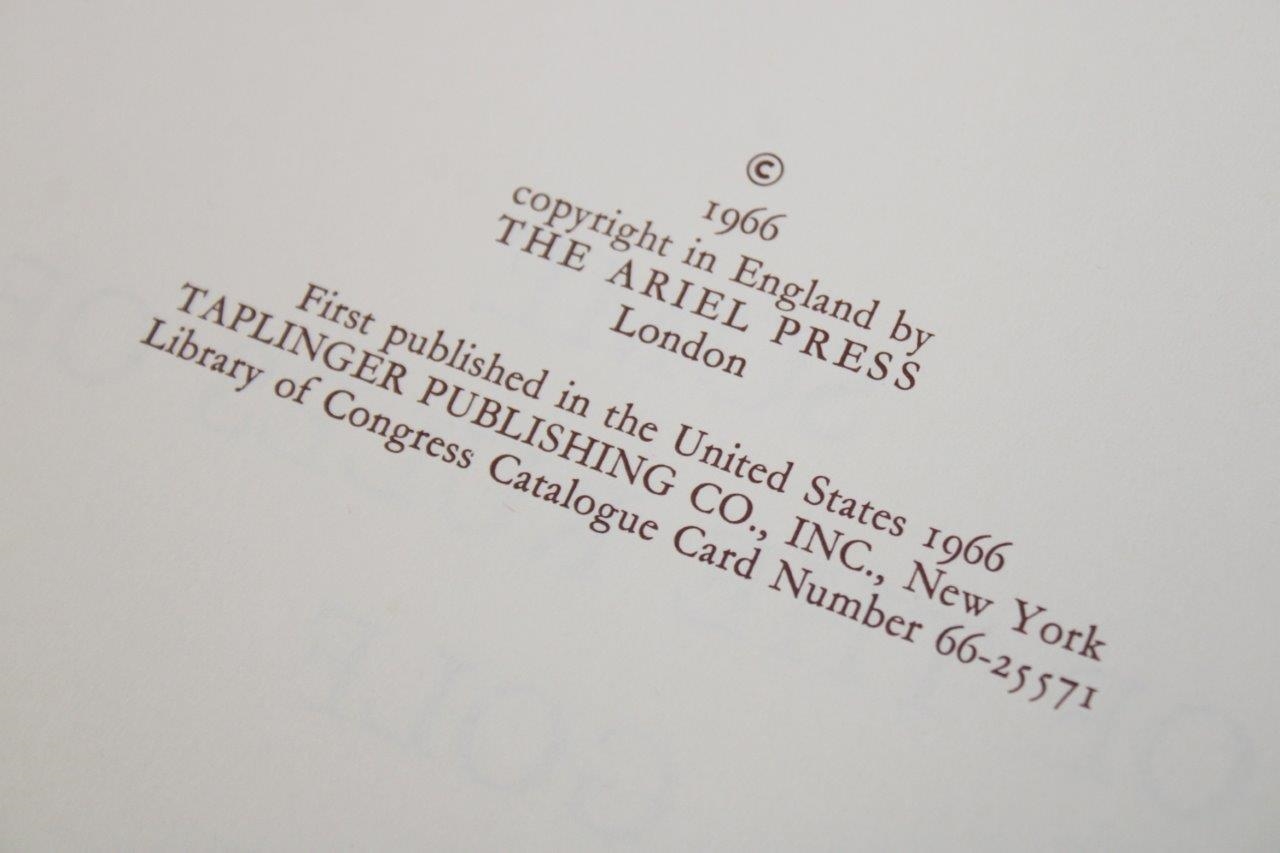 ©
1966
copyright in England by
THE ARIEL PRESS
London
First published in the United States 1966
TAPLINGER PUBLISHING CO., INC., New York
Library of Congress Catalogue Card Number 66-25571